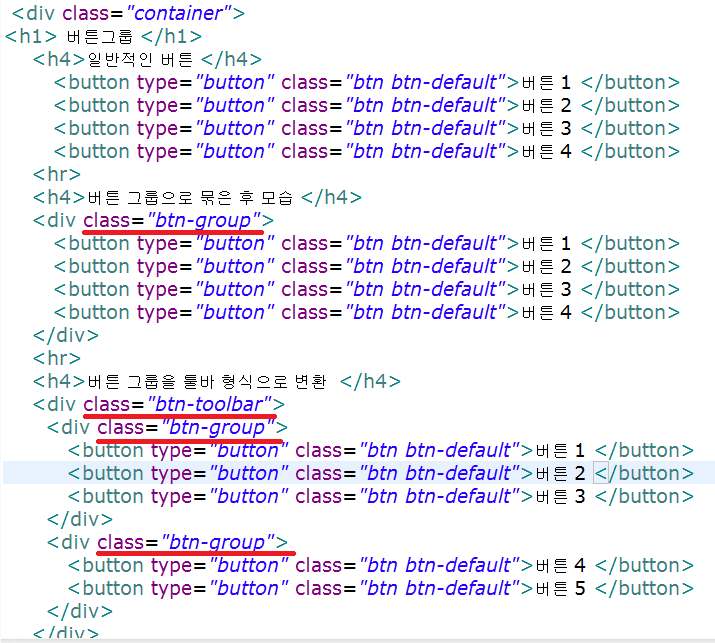 <div class="container">
<h1> 버튼그룹 </h1>
<h4>일반적인 버튼 </h4>
<button type="button" class="btn btn-default">버튼 1 </button>
<button type="button" class="btn btn-default">버튼 2 </button>
<button type="button" class="btn btn-default">버튼 3 </button>
<button type="button" class="btn btn-default">버튼 4 </button>
<hr>
<h4>버튼 그룹으로 묶은 후 모습 </h4>
<div class="btn-group">
<button type="button" class="btn btn-default">버튼 1 </button>
<button type="button" class="btn btn-default">버튼 2 </button>
<button type="button" class="btn btn-default">버튼 3 </button>
<button type="button" class="btn btn-default">버튼 4 </button>
</div>
<hr>
<h4>버튼 그룹을 툴바 형식으로 변환 </h4>
<div class="btn-toolbar">
<div class="btn-group">
<button type="button" class="btn btn-default">버튼 1 </button>
<button type="button" class="btn btn-default">버튼 2 </button>
<button type="button" class="btn btn-default">버튼 3 </button>
</div>
<div class="btn-group">
<button type="button" class="btn btn-default">버튼 4 </button>
<button type="button" class="btn btn-default">버튼 5 </button>
</div>
</div>